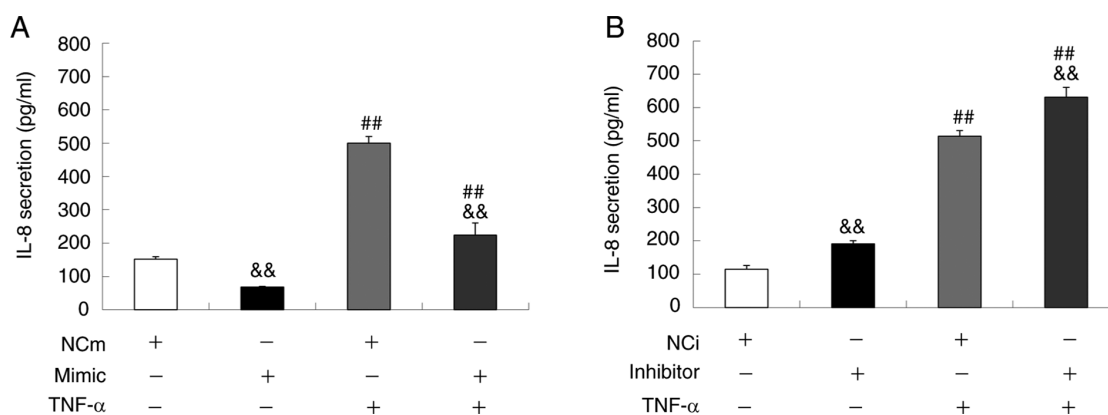 A
IL-8 secretion (pg/ml)
800
700
600
500
400
300
200
100
0
&&
##
##
&&
NCm + − + −
Mimic − + − +
TNF-α − − + +
B
IL-8 secretion (pg/ml)
800
700
600
500
400
300
200
100
0
&&
##
##
&&
NCi + − + −
Inhibitor − + − +
TNF-α − − + +